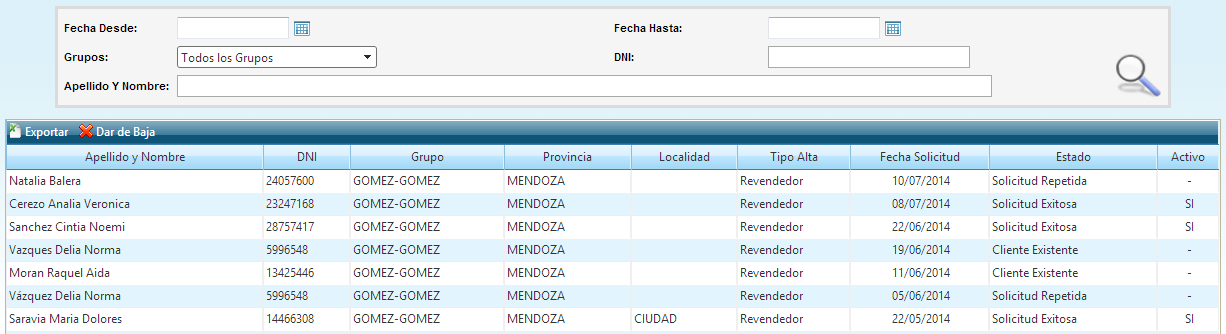 Fecha Desde: Fecha Hasta:
Grupos: Todos los Grupos DNI:
Apellido Y Nombre:
Exportar Dar de Baja
Apellido y Nombre DNI Grupo Provincia Localidad Tipo Alta Fecha Solicitud Estado Activo
Natalia Balera 24057600 GOMEZ-GOMEZ MENDOZA Revendedor 10/07/2014 Solicitud Repetida -
Cerezo Analia Veronica 23247168 GOMEZ-GOMEZ MENDOZA Revendedor 08/07/2014 Solicitud Exitosa SI
Sanchez Cintia Noemi 28757417 GOMEZ-GOMEZ MENDOZA Revendedor 22/06/2014 Solicitud Exitosa SI
Vazques Delia Norma 5996548 GOMEZ-GOMEZ MENDOZA Revendedor 19/06/2014 Cliente Existente -
Moran Raquel Aida 13425446 GOMEZ-GOMEZ MENDOZA Revendedor 11/06/2014 Cliente Existente -
Vázquez Delia Norma 5996548 GOMEZ-GOMEZ MENDOZA Revendedor 05/06/2014 Solicitud Repetida -
Saravia Maria Dolores 14466308 GOMEZ-GOMEZ MENDOZA CIUDAD Revendedor 22/05/2014 Solicitud Exitosa SI